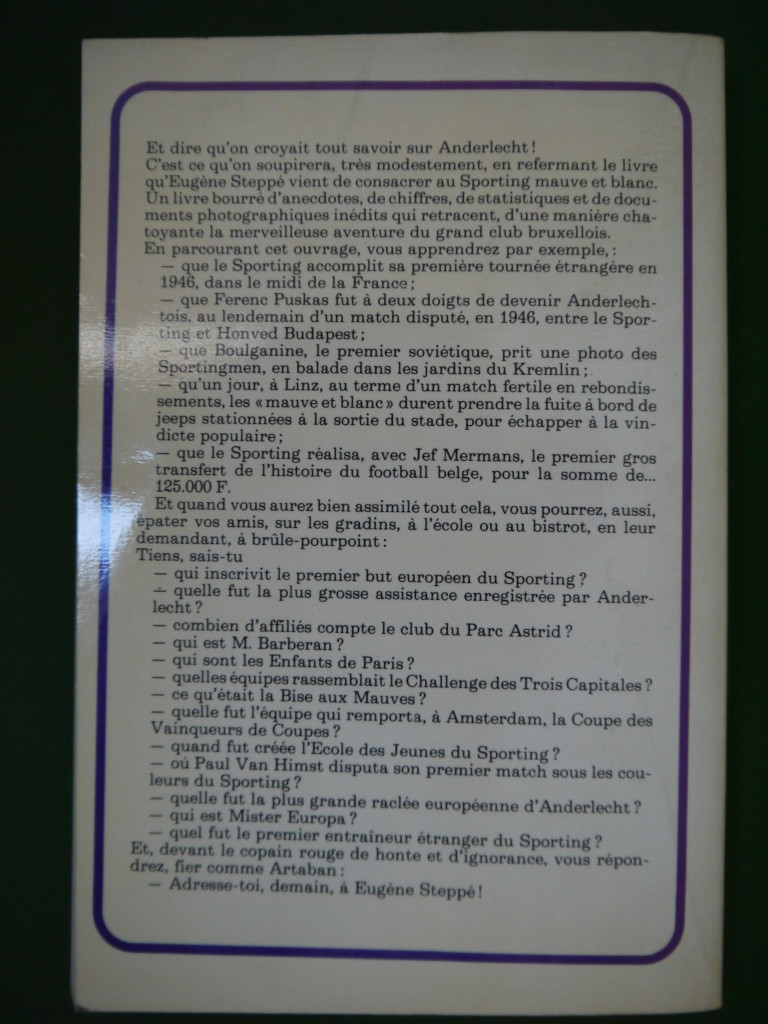 Et dire qu'on croyait tout savoir sur Anderlecht !
C'est ce qu'on soupirera, très modestement, en refermant le livre
qu'Eugène Steppé vient de consacrer au Sporting mauve et blanc.
Un livre bourré d'anecdotes, de chiffres, de statistiques et de docu-
ments photographiques inédits qui retracent, d'une manière cha-
toyante la merveilleuse aventure du grand club bruxellois.
En parcourant cet ouvrage, vous apprendrez par exemple, :
— que le Sporting accomplit sa première tournée étrangère en
1946, dans le midi de la France ;
— que Ferenc Puskas fut à deux doigts de devenir Anderlech-
tois, au lendemain d'un match disputé, en 1946, entre le Spor-
ting et Honved Budapest ;
— que Boulganine, le premier soviétique, prit une photo des
Sportingmen, en balade dans les jardins du Kremlin ;
— qu'un jour, à Linz, au terme d'un match fertile en rebondis-
sements, les « mauve et blanc » durent prendre la fuite à bord de
jeeps stationnées à la sortie du stade, pour échapper à la vin-
dicte populaire ;
— que le Sporting réalisa, avec Jef Mermans, le premier gros
transfert de l'histoire du football belge, pour la somme de...
125.000 F.
Et quand vous aurez bien assimilé tout cela, vous pourrez, aussi,
épater vos amis, sur les gradins, à l'école ou au bistrot, en leur
demandant, à brûle-pourpoint :
Tiens, sais-tu
— qui inscrivit le premier but européen du Sporting ?
— quelle fut la plus grosse assistance enregistrée par Ander-
lecht ?
— combien d'affiliés compte le club du Parc Astrid ?
— qui est M. Barberan ?
— qui sont les Enfants de Paris ?
— quelles équipes rassemblait le Challenge des Trois Capitales ?
— ce qu'était la Bise aux Mauves ?
— quelle fut l'équipe qui remporta, à Amsterdam, la Coupe des
Vainqueurs de Coupes ?
— quand fut créée l'Ecole des Jeunes du Sporting ?
— où Paul Van Himst disputa son premier match sous les cou-
leurs du Sporting ?
— quelle fut la plus grande raclée européenne d'Anderlecht ?
— qui est Mister Europa ?
— quel fut le premier entraîneur étranger du Sporting ?
Et, devant le copain rouge de honte et d'ignorance, vous répon-
drez, fier comme Artaban :
— Adresse-toi, demain, à Eugène Steppé !